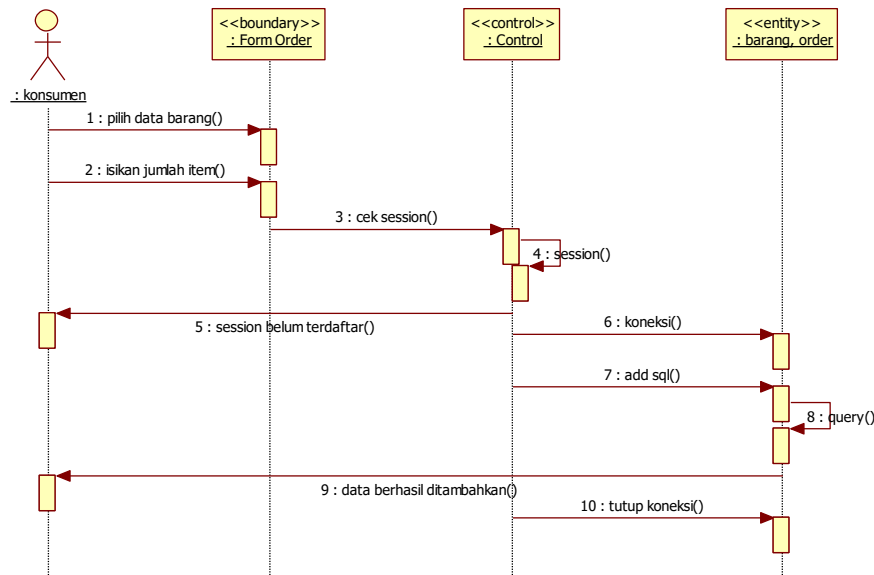 <<boundary>>
: Form Order
<<control>>
: Control
<<entity>>
: barang, order
: konsumen
1 : pilih data barang()
2 : isikan jumlah item()
3 : cek session()
4 : session()
5 : session belum terdaftar()
6 : koneksi()
7 : add sql()
8 : query()
9 : data berhasil ditambahkan()
10 : tutup koneksi()